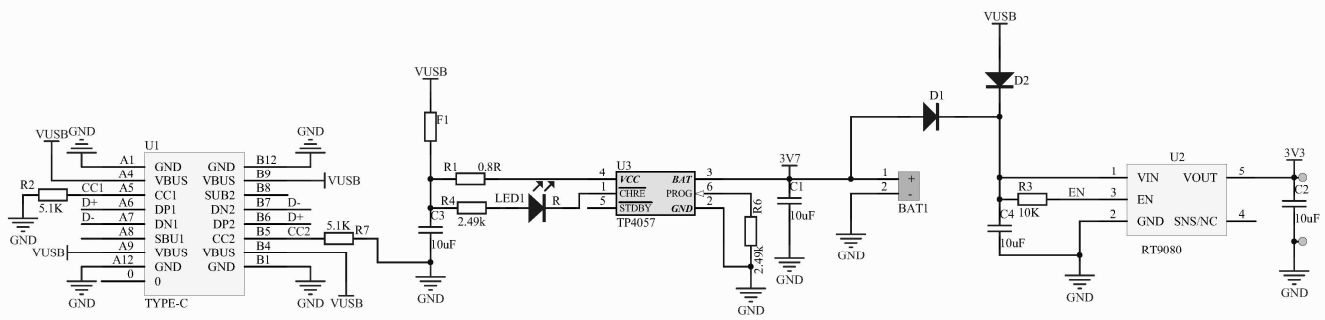 U1
VUSB
GND
GND
A1
GND
GND
B12
A4
VBUS
VBUS
B9
VUSB
R2
CC1
A5
CC1
SUB2
B8
5.1K
D+
A6
DP1
DN2
B7
D-
GND
D-
A7
DN1
DP2
B6
D+
A8
SBU1
CC2
B5
CC2
5.1K
R7
VUSB
A9
VBUS
VBUS
B4
A12
GND
GND
B1
GND
0
0
GND
TYPE-C
VUSB
VUSB
F1
R1
0.8R
R4
2.49k
LED1
R
C3
10uF
GND
U3
4
VCC
BAT
3
1
CHRE
PROG
6
5
STDBY
GND
2
TP4057
R6
2.49k
GND
3V7
C1
10uF
GND
1
+
2
-
BAT1
GND
VUSB
D1
D2
R3
10K
EN
C4
10uF
GND
U2
1
VIN
VOUT
5
3
EN
2
GND
SNS/NC
4
RT9080
3V3
C2
10uF
GND